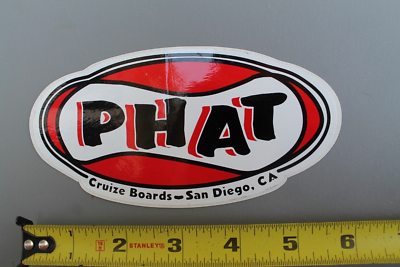 PHAT
Cruize Boards - San Diego, CA
2 STANLEY® 3 4 5 6